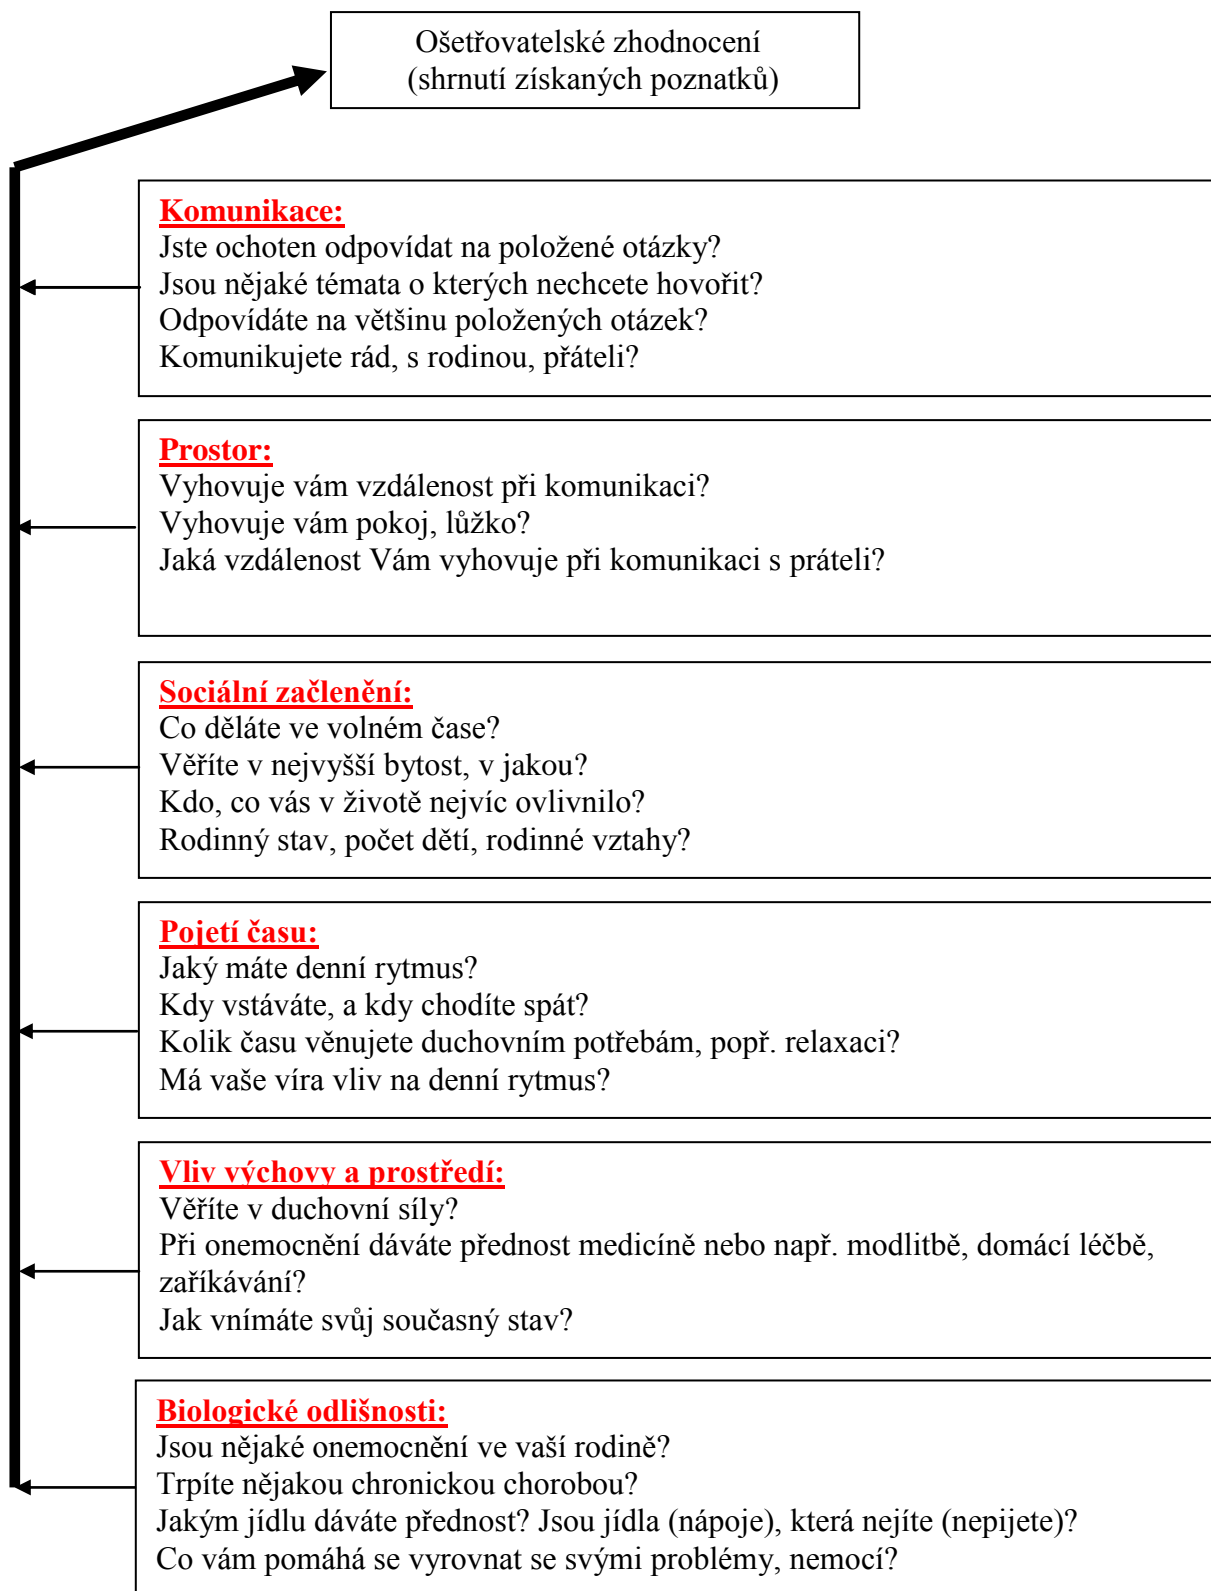 Ošetřovatelské zhodnocení
(shrnutí získaných poznatků)
Komunikace:
Jste ochoten odpovídat na položené otázky?
Jsou nějaké témata o kterých nechcete hovořit?
Odpovídáte na většinu položených otázek?
Komunikujete rád, s rodinou, přáteli?
Prostor:
Vyhovuje vám vzdálenost při komunikaci?
Vyhovuje vám pokoj, lůžko?
Jaká vzdálenost Vám vyhovuje při komunikaci s práteli?
Sociální začlenění:
Co děláte ve volném čase?
Věříte v nejvyšší bytost, v jakou?
Kdo, co vás v životě nejvíc ovlivnilo?
Rodinný stav, počet dětí, rodinné vztahy?
Pojetí času:
Jaký máte denní rytmus?
Kdy vstáváte, a kdy chodíte spát?
Kolik času věnujete duchovním potřebám, popř. relaxaci?
Má vaše víra vliv na denní rytmus?
Vliv výchovy a prostředí:
Věříte v duchovní síly?
Při onemocnění dáváte přednost medicíně nebo např. modlitbě, domácí léčbě,
zaříkávání?
Jak vnímáte svůj současný stav?
Biologické odlišnosti:
Jsou nějaké onemocnění ve vaší rodině?
Trpíte nějakou chronickou chorobou?
Jakým jídlu dáváte přednost? Jsou jídla (nápoje), která nejíte (nepijete)?
Co vám pomáhá se vyrovnat se svými problémy, nemocí?